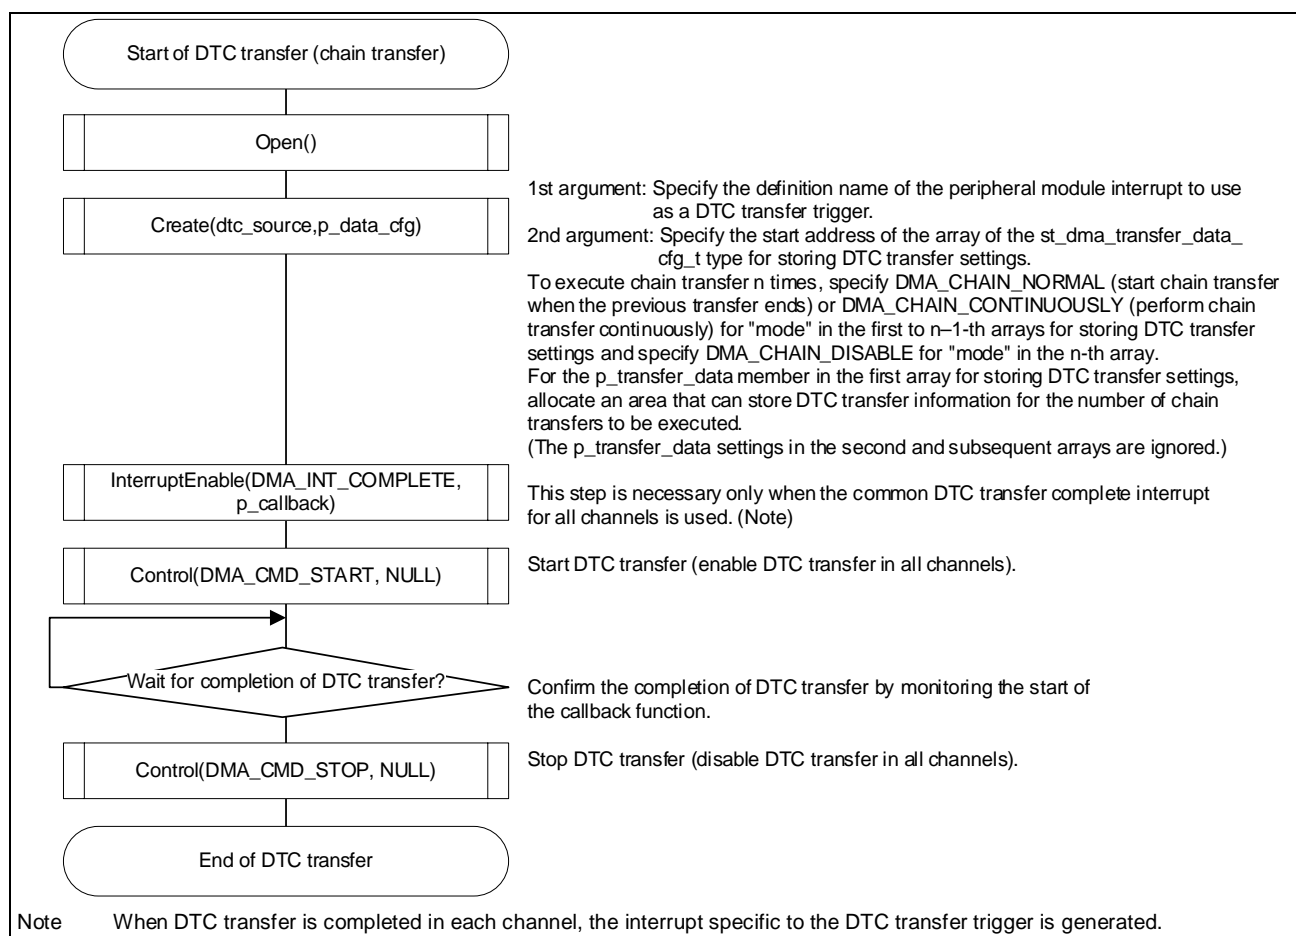 Start of DTC transfer (chain transfer)
Open()
Create(dtc_source,p_data_cfg)
1st argument: Specify the definition name of the peripheral module interrupt to use
as a DTC transfer trigger.
2nd argument: Specify the start address of the array of the st_dma_transfer_data_
cfg_t type for storing DTC transfer settings.
To execute chain transfer n times, specify DMA_CHAIN_NORMAL (start chain transfer
when the previous transfer ends) or DMA_CHAIN_CONTINUOUSLY (perform chain
transfer continuously) for "mode" in the first to n–1-th arrays for storing DTC transfer
settings and specify DMA_CHAIN_DISABLE for "mode" in the n-th array.
For the p_transfer_data member in the first array for storing DTC transfer settings,
allocate an area that can store DTC transfer information for the number of chain
transfers to be executed.
(The p_transfer_data settings in the second and subsequent arrays are ignored.)
InterruptEnable(DMA_INT_COMPLETE,
p_callback)
This step is necessary only when the common DTC transfer complete interrupt
for all channels is used. (Note)
Control(DMA_CMD_START, NULL)
Start DTC transfer (enable DTC transfer in all channels).
Wait for completion of DTC transfer?
Confirm the completion of DTC transfer by monitoring the start of
the callback function.
Control(DMA_CMD_STOP, NULL)
Stop DTC transfer (disable DTC transfer in all channels).
End of DTC transfer
Note When DTC transfer is completed in each channel, the interrupt specific to the DTC transfer trigger is generated.